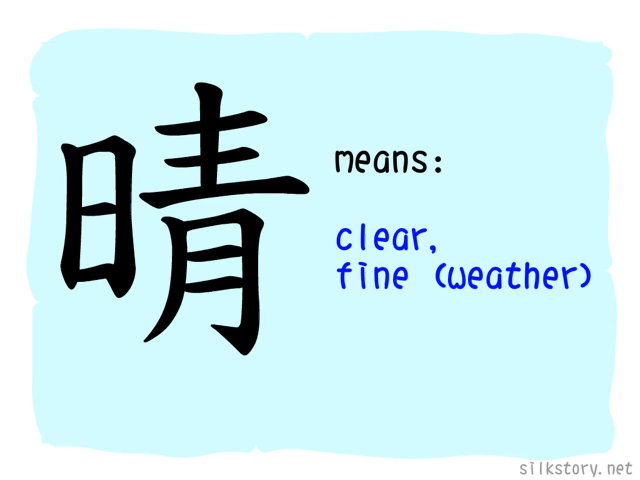 晴
means:
clear,
fine (weather)
silkstory.net